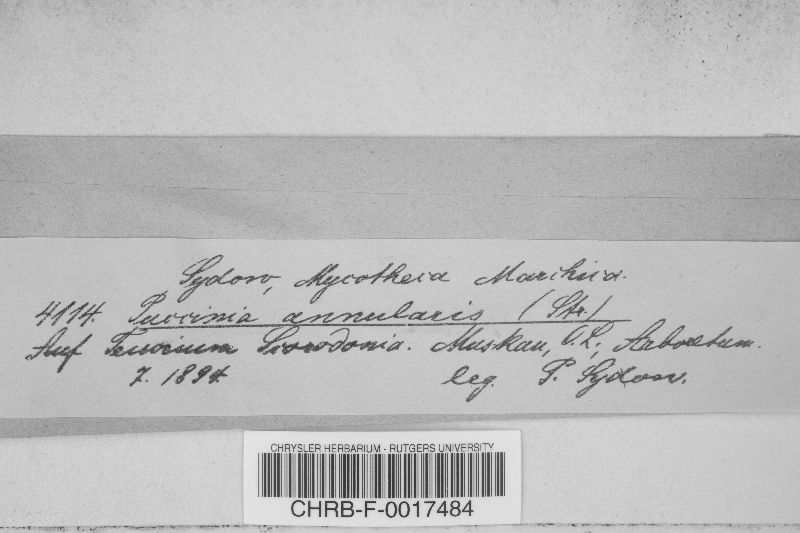 Sydow, Mycotheca Marchica.
4114. Puccinia annularis (Str.)
Auf Teucrium Scorodonia. Muskau, O.L., Arboretum.
7. 1894 leg. P. Sydow.
CHRYSLER HERBARIUM - RUTGERS UNIVERSITY
CHRB-F-0017484